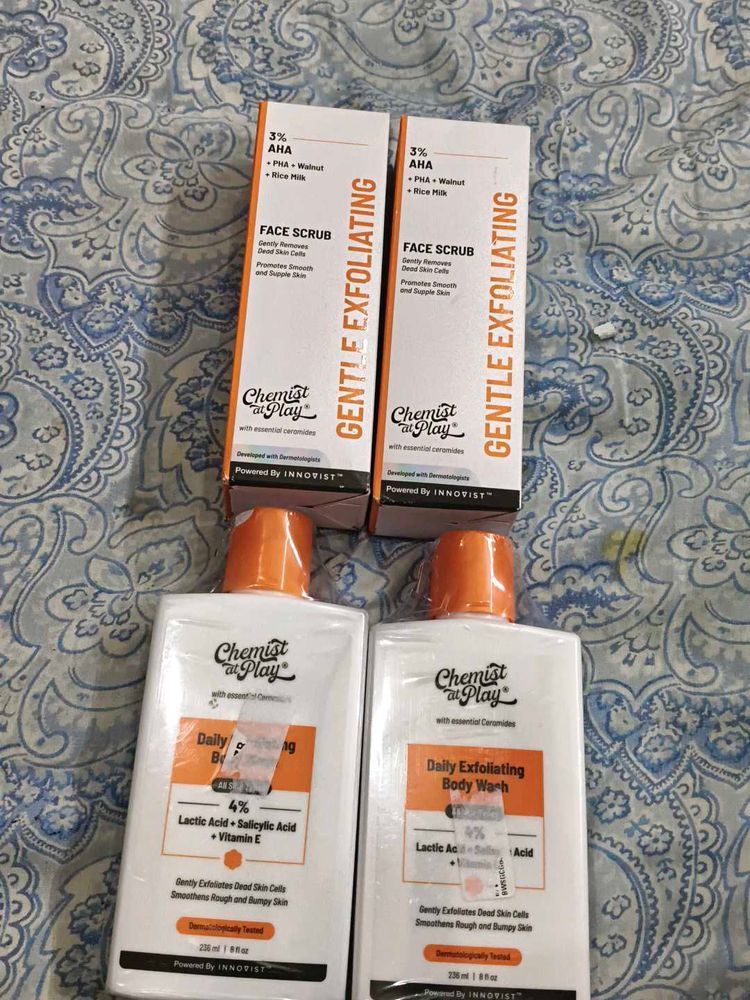 3%
AHA
+ PHA + Walnut
+ Rice Milk
FACE SCRUB
Gently Removes
Dead Skin Cells
Promotes Smooth
and Supple Skin
GENTLE EXFOLIATING
Chemist
at Play®
with essential ceramides
Developed with Dermatologists
Powered By INNOVIST™
3%
AHA
+ PHA + Walnut
+ Rice Milk
FACE SCRUB
Gently Removes
Dead Skin Cells
Promotes Smooth
and Supple Skin
GENTLE EXFOLIATING
Chemist
at Play®
with essential ceramides
Developed with Dermatologists
Powered By INNOVIST™
Chemist
at Play®
with essential Ceramides
Daily
4%
Lactic Acid + Salicylic Acid
+ Vitamin E
Gently Exfoliates Dead Skin Cells
Smoothens Rough and Bumpy Skin
Dermatologically Tested
236 ml | 8 fl oz
Powered By INNOVIST™
Chemist
at Play®
with essential Ceramides
Daily Exfoliating
Body Wash
4%
Lactic Acid
Gently Exfoliates Dead Skin Cells
Smoothens Rough and Bumpy Skin
Dermatologically Tested
236 ml | 8 fl oz
Powered By INNOVIST™